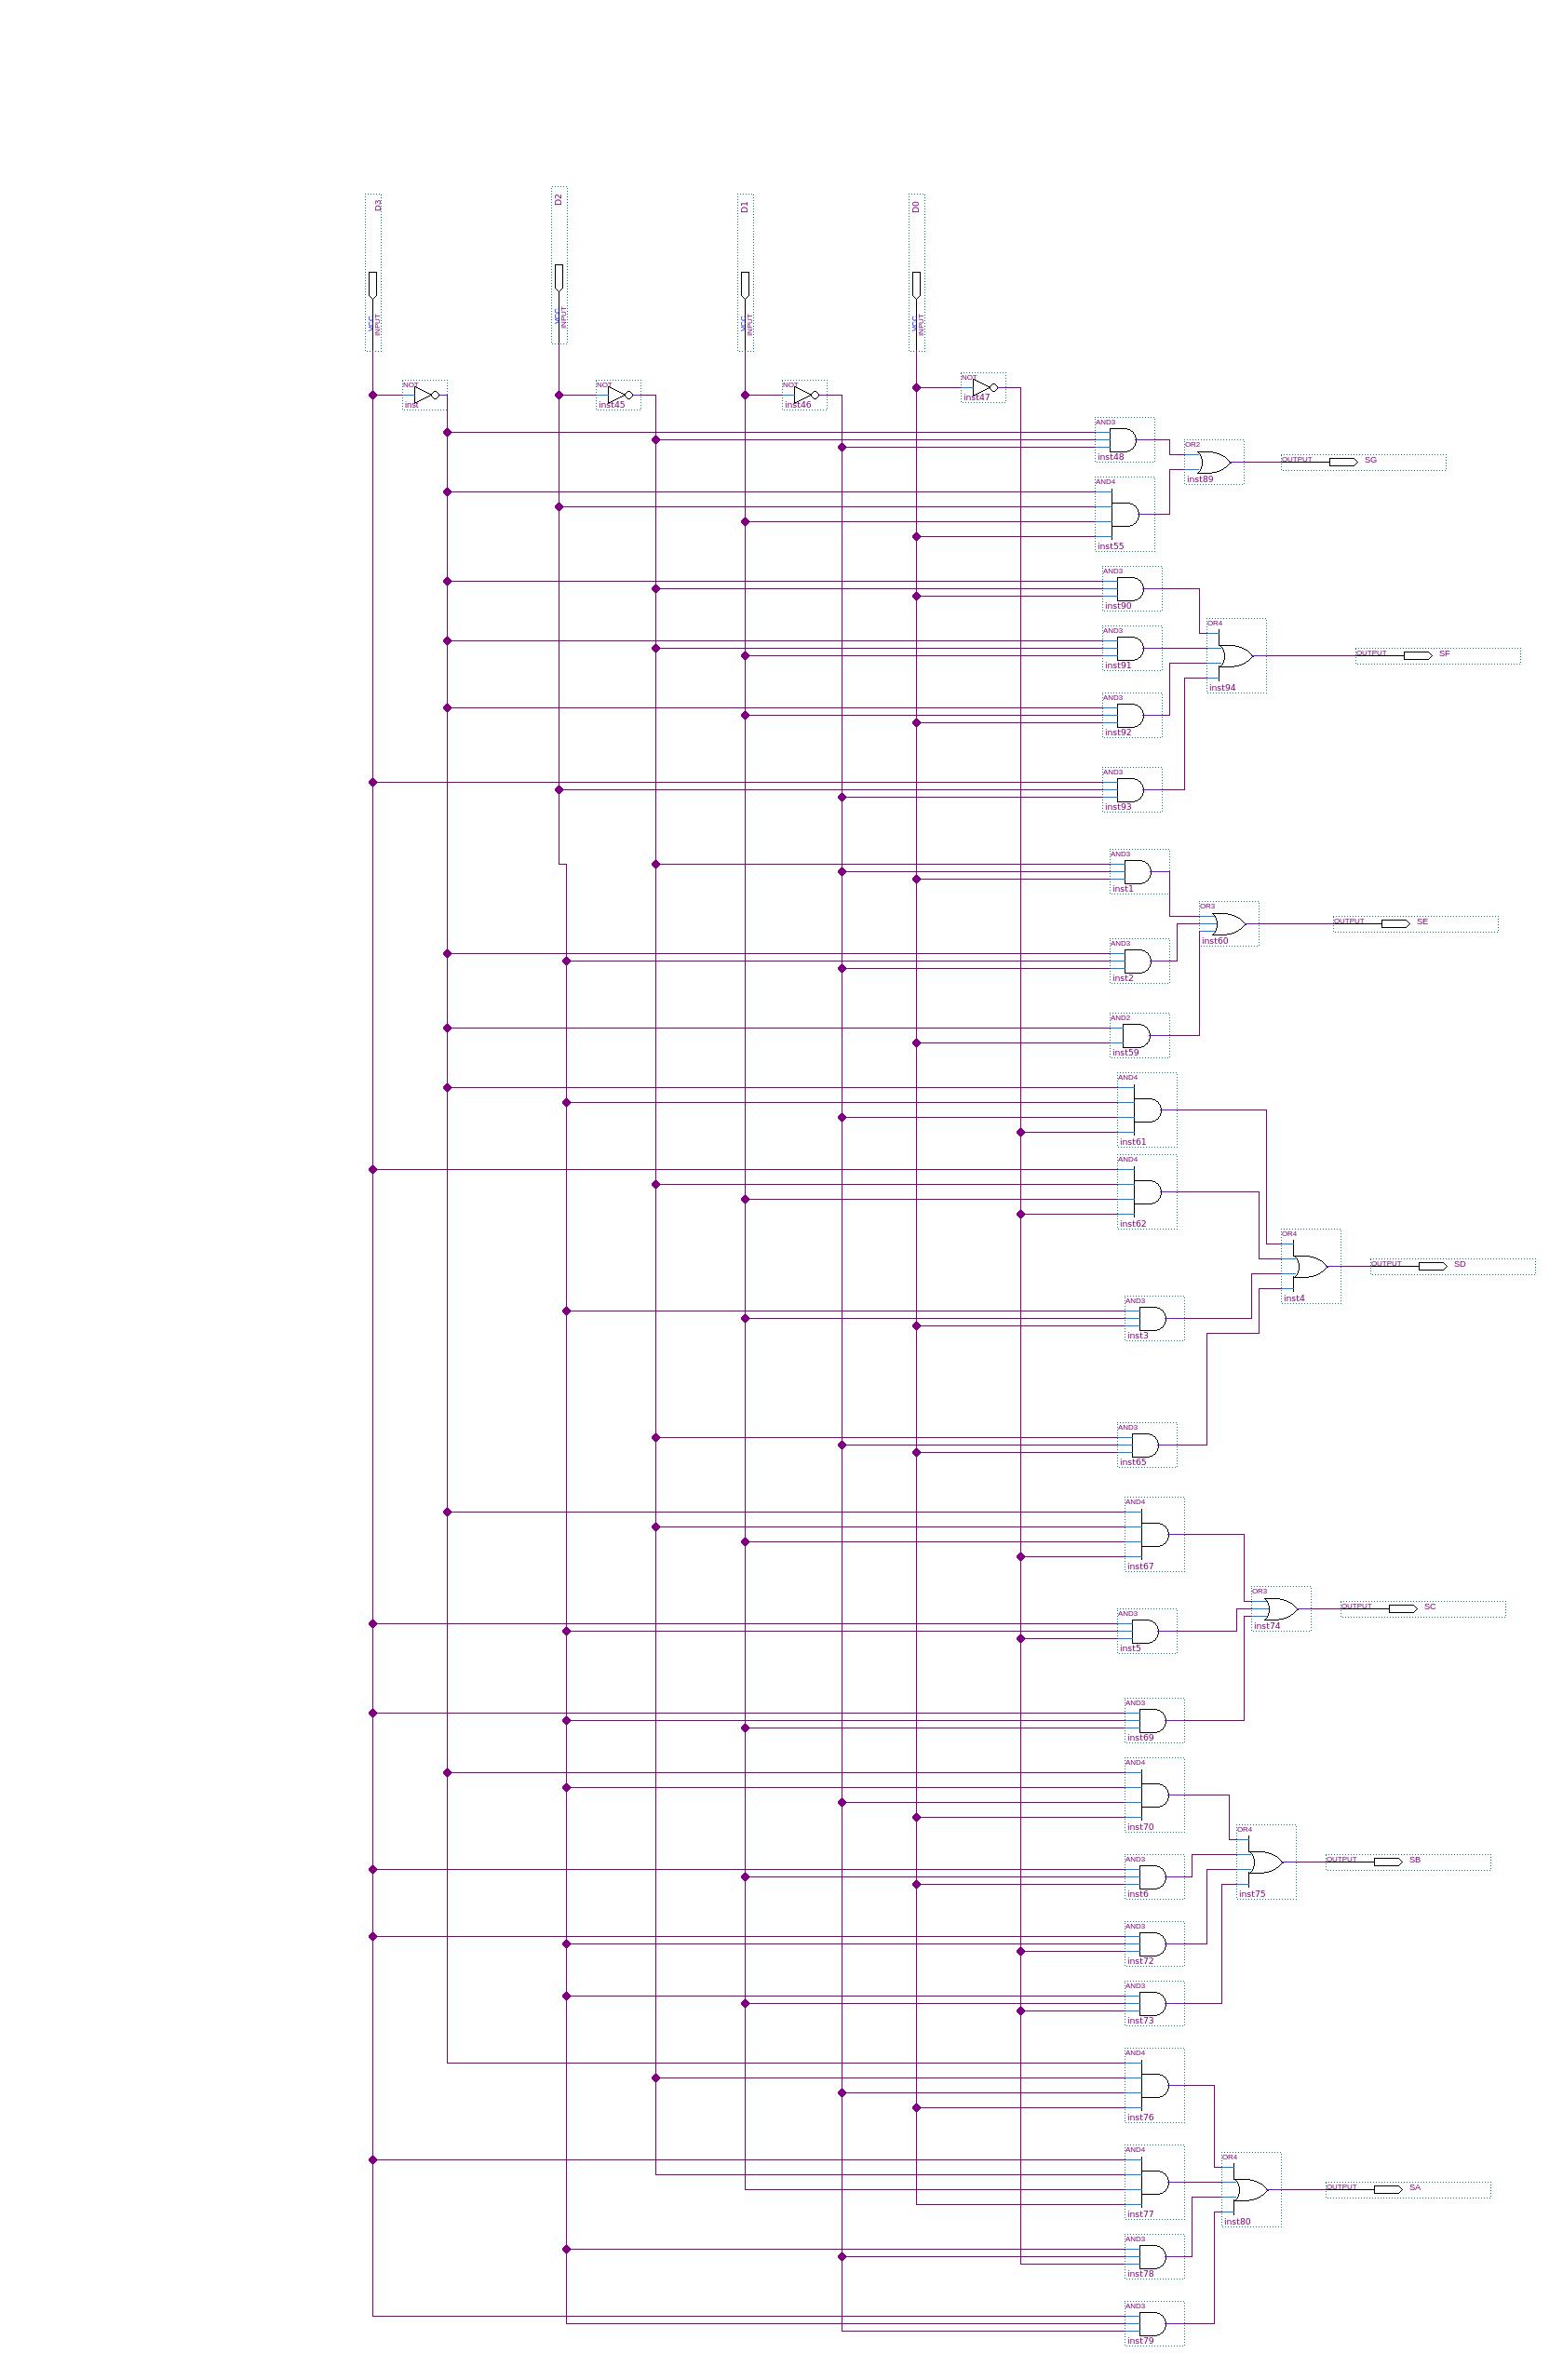 D3
D2
D1
D0
VCC
INPUT
VCC
INPUT
VCC
INPUT
VCC
INPUT
NOT
inst
NOT
inst45
NOT
inst46
NOT
inst47
AND3
inst48
OR2
inst89
OUTPUT
SG
AND4
inst55
AND3
inst90
AND3
inst91
OR4
inst94
OUTPUT
SF
AND3
inst92
AND3
inst93
AND3
inst1
OR3
inst60
OUTPUT
SE
AND3
inst2
AND2
inst59
AND4
inst61
AND4
inst62
OR4
inst4
OUTPUT
SD
AND3
inst3
AND3
inst65
AND4
inst67
OR3
inst74
OUTPUT
SC
AND3
inst5
AND3
inst69
AND4
inst70
OR4
inst75
OUTPUT
SB
AND3
inst6
AND3
inst72
AND3
inst73
AND4
inst76
AND4
inst77
OR4
inst80
OUTPUT
SA
AND3
inst78
AND3
inst79